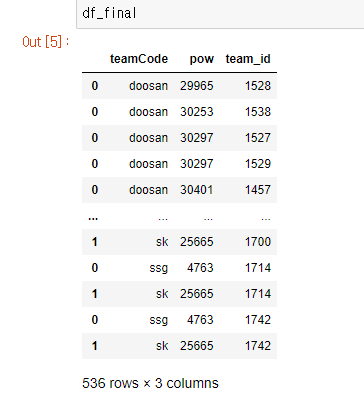 df_final
Out [5] :
teamCode pow team_id
0 doosan 29965 1528
0 doosan 30253 1538
0 doosan 30297 1527
0 doosan 30297 1529
0 doosan 30401 1457
... ... ... ...
1 sk 25665 1700
0 ssg 4763 1714
1 sk 25665 1714
0 ssg 4763 1742
1 sk 25665 1742
536 rows × 3 columns